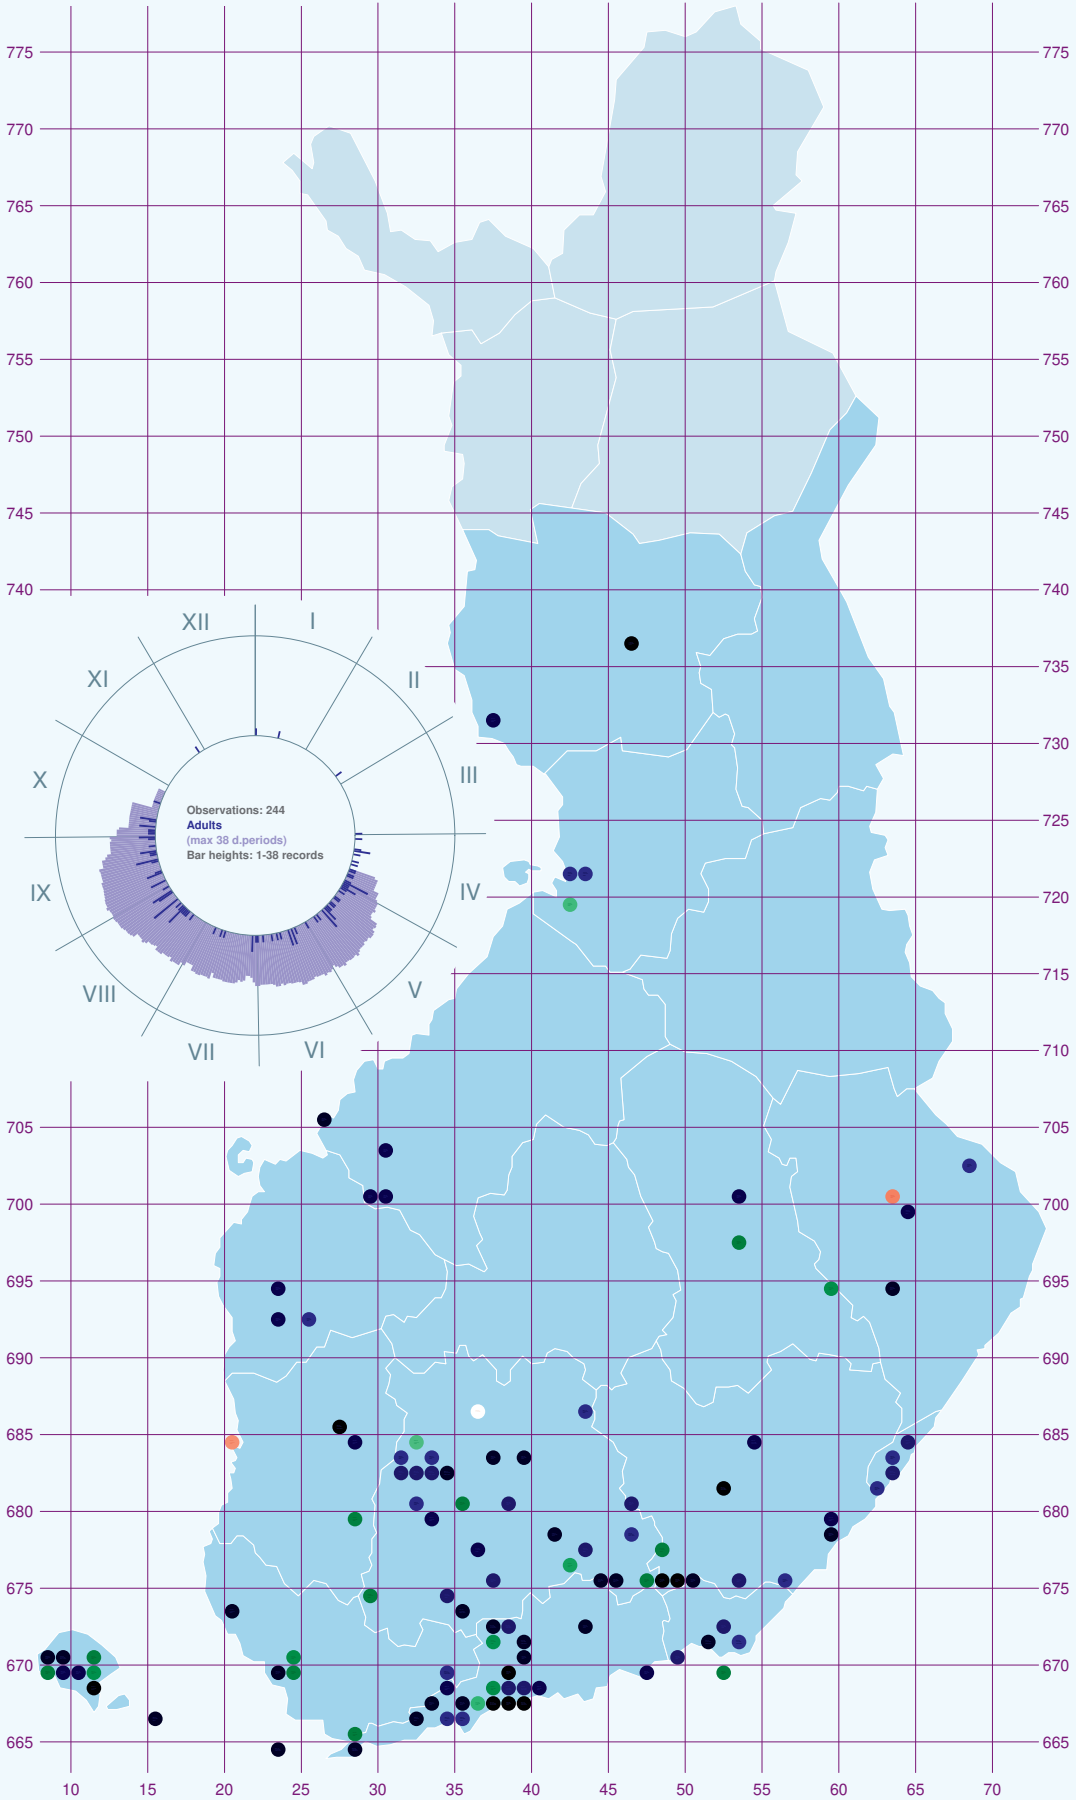 775 775
770 770
765 765
760 760
755 755
750 750
745 745
740 740
XII I
735
XI II
730
X III
Observations: 244
Adults
(max 38 d.periods)
Bar heights: 1-38 records
725
IX IV
720
715
VIII V
VII VI
710
705 705
700 700
695 695
690 690
685 685
680 680
675 675
670 670
665 665
10 15 20 25 30 35 40 45 50 55 60 65 70